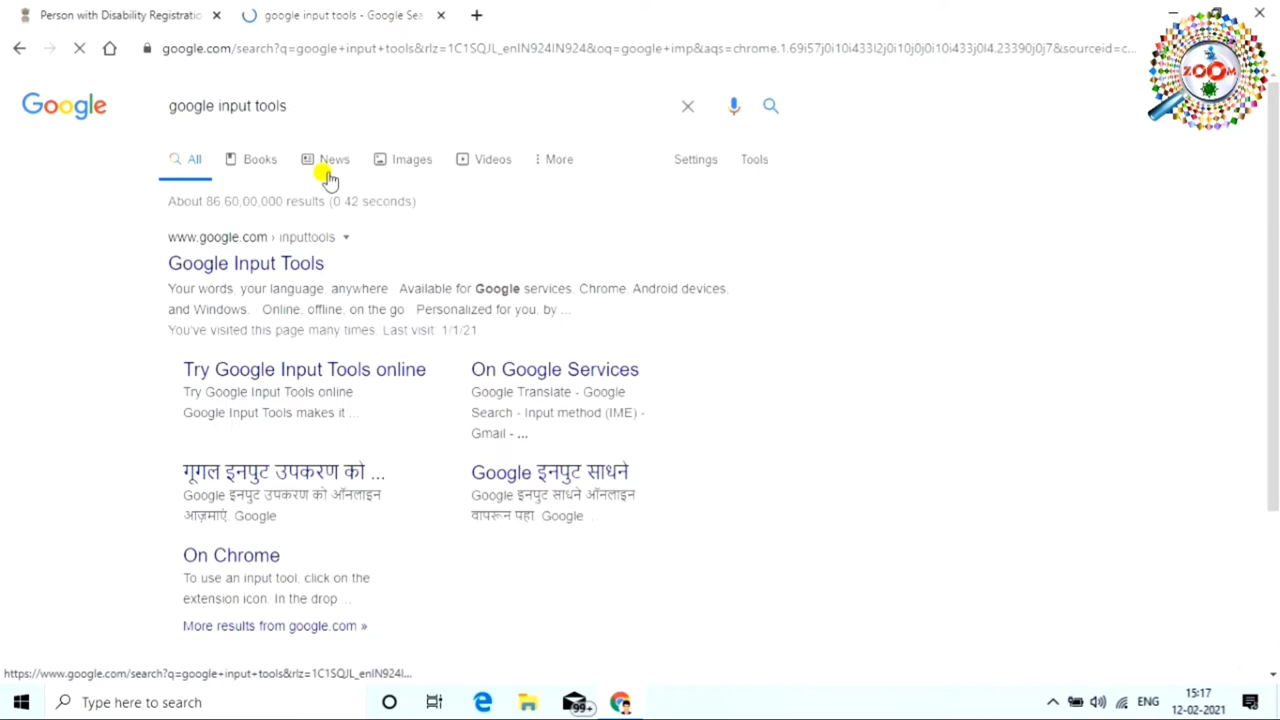 Person with Disability Registratio
google input tools - Google Sea
google.com/search?q=google+input+tools&rlz=1C1SQJL_enIN924IN924&oq=google+imp&aqs=chrome.1.69i57j0i10i433l2j0i10j0j0i10i433j0l4.23390j0j7&sourceid=c...
ZOOM
Google
google input tools
All Books News Images Videos More Settings Tools
About 86,60,00,000 results (0.42 seconds)
www.google.com › inputtools
Google Input Tools
Your words, your language, anywhere Available for Google services, Chrome, Android devices,
and Windows. Online, offline, on the go Personalized for you, by ...
You've visited this page many times. Last visit: 1/1/21
Try Google Input Tools online
Try Google Input Tools online
Google Input Tools makes it ...
On Google Services
Google Translate - Google
Search - Input method (IME) -
Gmail - ...
गूगल इनपुट उपकरण को ...
Google इनपुट उपकरण को ऑनलाइन
आज़माएं. Google
Google इनपुट साधने
Google इनपुट साधने ऑनलाइन
वापरून पहा. Google ...
On Chrome
To use an input tool, click on the
extension icon. In the drop ...
More results from google.com »
https://www.google.com/search?q=google+input+tools&rlz=1C1SQJL_enIN924I...
Type here to search
99+
ENG
15:17
12-02-2021